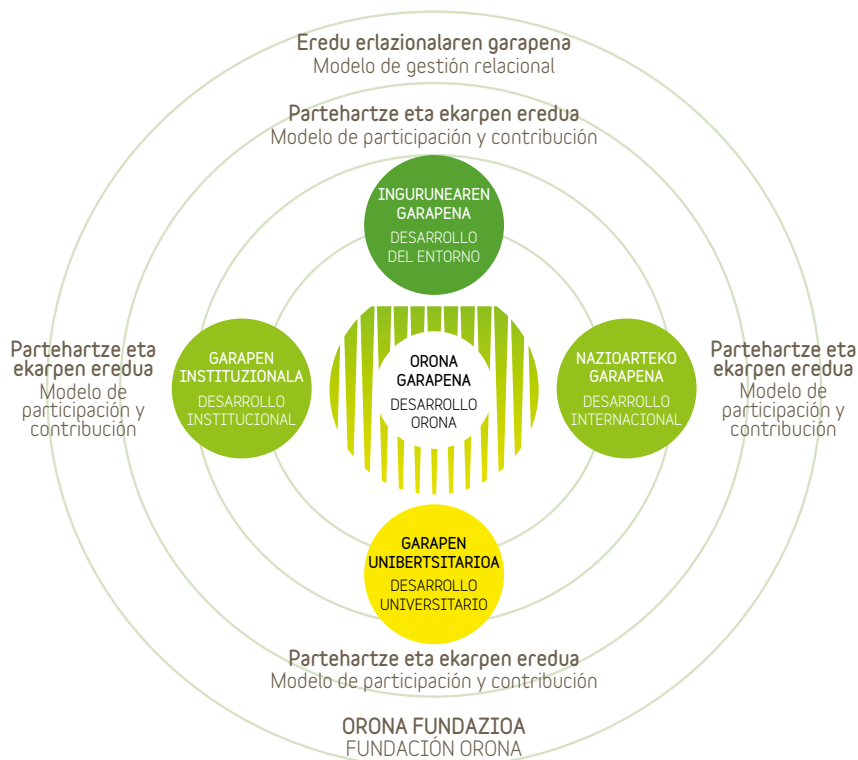 Eredu erlazionalaren garapena
Modelo de gestión relacional
Partehartze eta ekarpen eredua
Modelo de participación y contribución
INGURUNEAREN
GARAPENA
DESARROLLO
DEL ENTORNO
Partehartze eta
ekarpen eredua
Modelo de
participación y
contribución
GARAPEN
INSTITUZIONALA
DESARROLLO
INSTITUCIONAL
ORONA
GARAPENA
DESARROLLO
ORONA
NAZIOARTEKO
GARAPENA
DESARROLLO
INTERNACIONAL
Partehartze eta
ekarpen eredua
Modelo de
participación y
contribución
GARAPEN
UNIBERTSITARIOA
DESARROLLO
UNIVERSITARIO
Partehartze eta ekarpen eredua
Modelo de participación y contribución
ORONA FUNDAZIOA
FUNDACIÓN ORONA